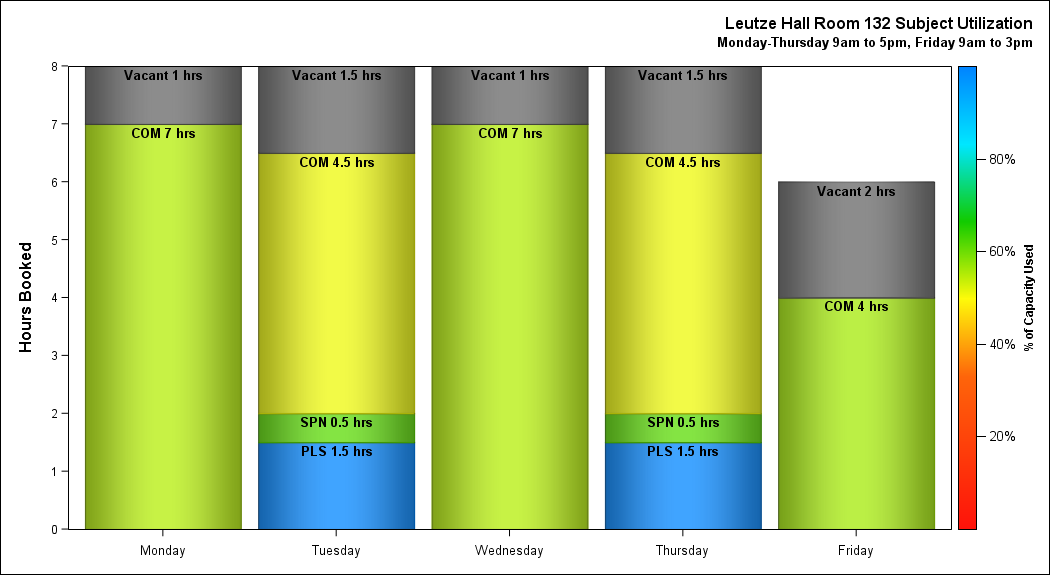 Leutze Hall Room 132 Subject Utilization
Monday-Thursday 9am to 5pm, Friday 9am to 3pm
Hours Booked
8
7
6
5
4
3
2
1
0
Vacant 1 hrs
COM 7 hrs
Vacant 1.5 hrs
COM 4.5 hrs
SPN 0.5 hrs
PLS 1.5 hrs
Vacant 1 hrs
COM 7 hrs
Vacant 1.5 hrs
COM 4.5 hrs
SPN 0.5 hrs
PLS 1.5 hrs
Vacant 2 hrs
COM 4 hrs
Monday Tuesday Wednesday Thursday Friday
80%
60%
40%
20%
% of Capacity Used